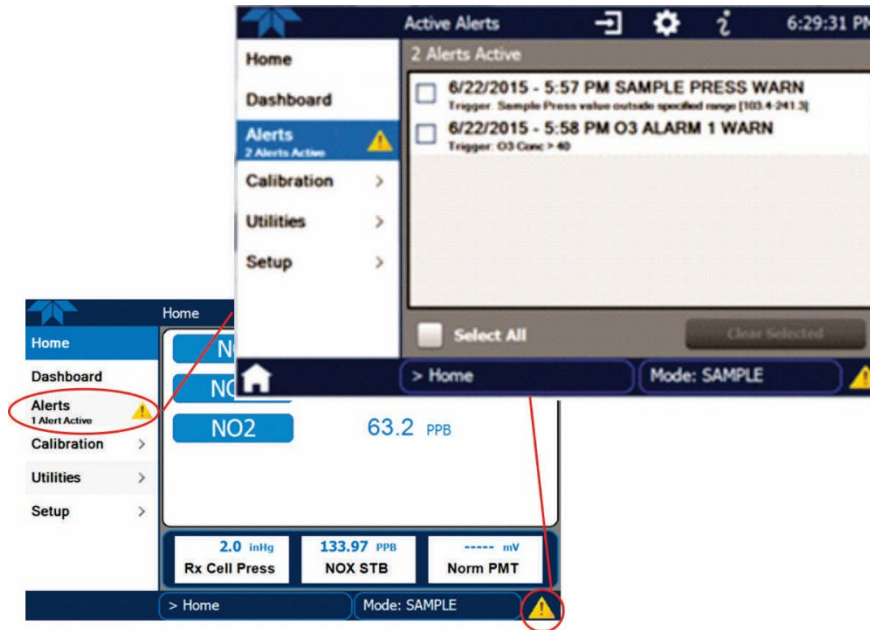 Active Alerts
6:29:31 PM
Home
2 Alerts Active
Dashboard
6/22/2015 - 5:57 PM SAMPLE PRESS WARN
Trigger: Sample Press value outside specified range [103.4-241.3]
Alerts
2 Alerts Active
6/22/2015 - 5:58 PM O3 ALARM 1 WARN
Trigger: O3 Conc > 40
Calibration >
Utilities >
Setup >
Select All
Clear Selected
> Home
Mode: SAMPLE
Home
Home
Dashboard
Alerts
1 Alert Active
Calibration >
Utilities >
Setup >
NO2 63.2 PPB
2.0 inHg
Rx Cell Press
133.97 PPB
NOX STB
----- mV
Norm PMT
> Home
Mode: SAMPLE